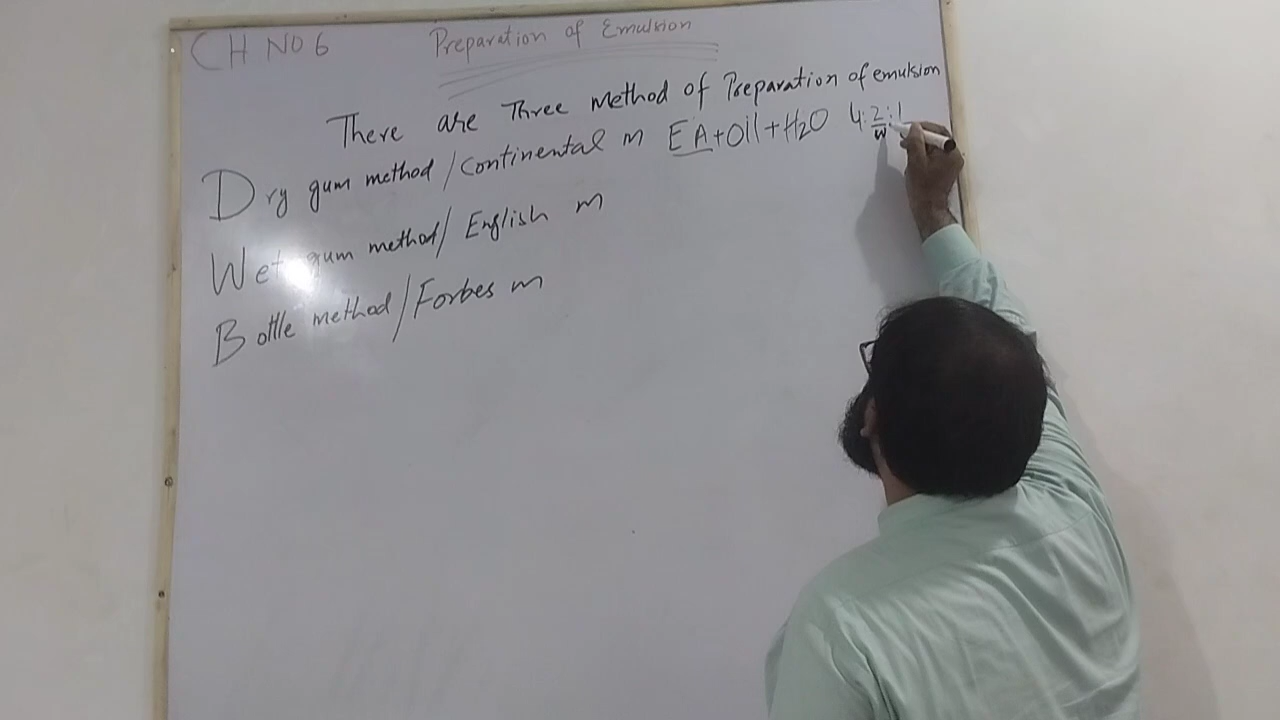 CH NO 6 Preparation of Emulsion
There are Three Method of Preparation of emulsion
Dry gum method / Continental m EA + Oil + H2O 4:2:1
W
Wet gum method / English m
Bottle method / Forbes m